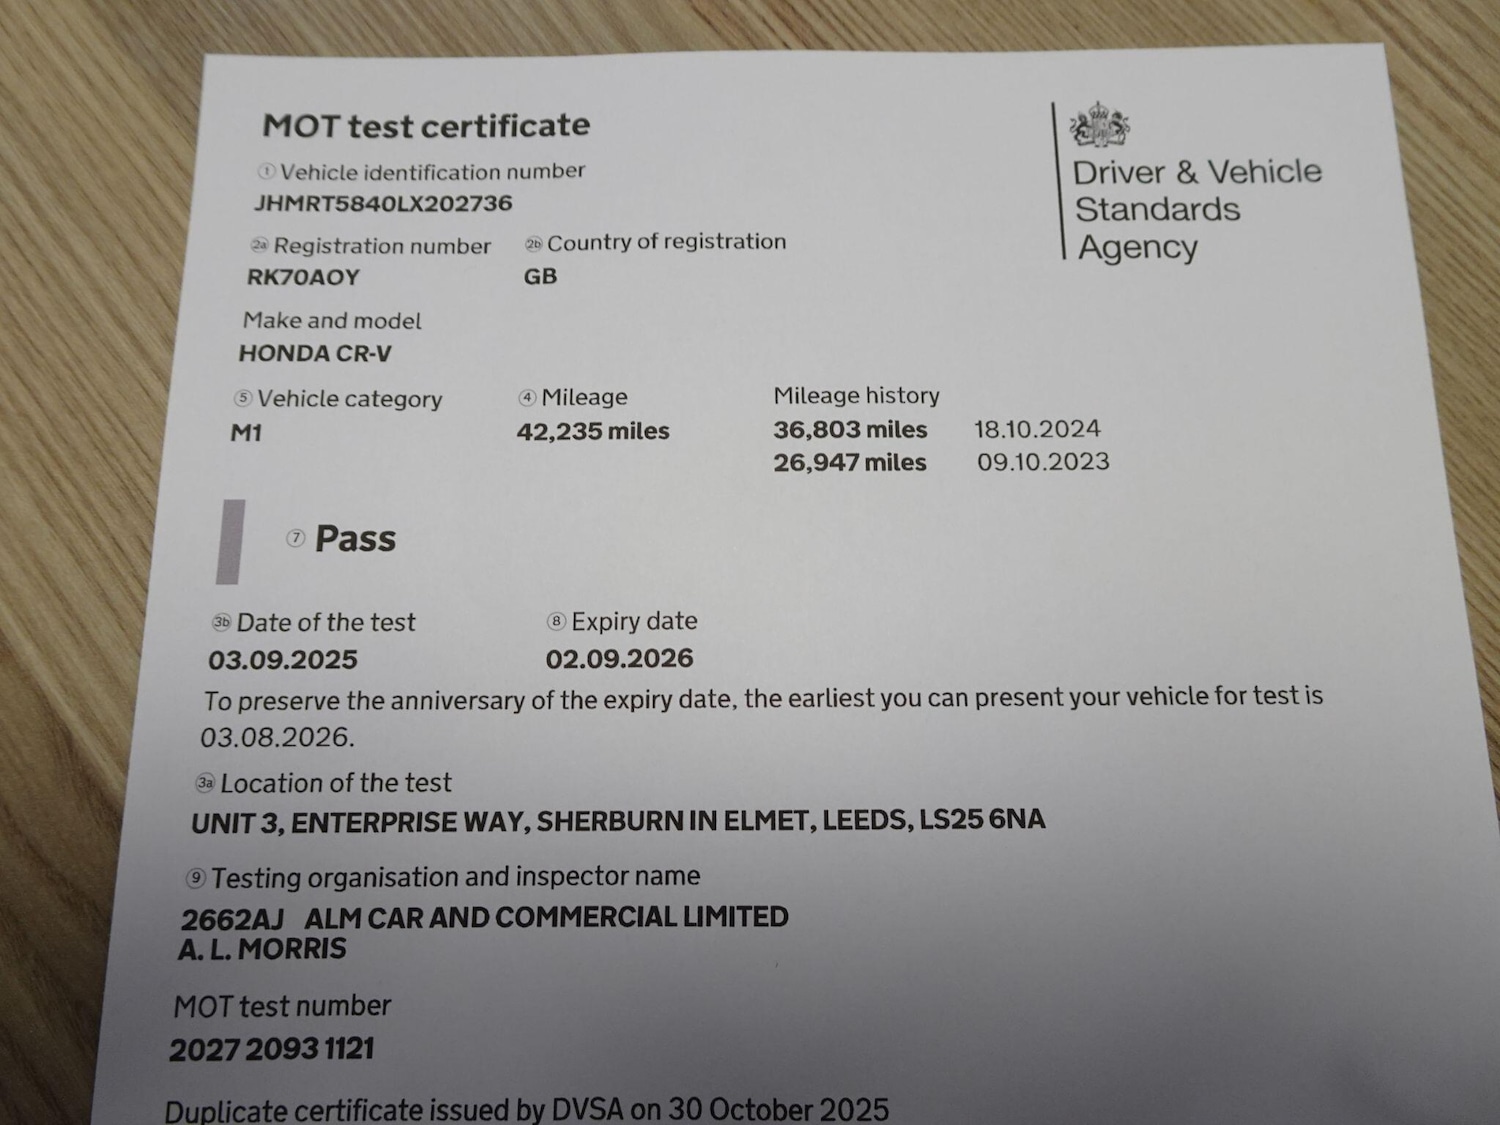 MOT test certificate
Driver & Vehicle
Standards
Agency
1 Vehicle identification number
JHMRT5840LX202736
2a Registration number 2b Country of registration
RK70AOY GB
Make and model
HONDA CR-V
5 Vehicle category 4 Mileage Mileage history
M1 42,235 miles 36,803 miles 18.10.2024
26,947 miles 09.10.2023
7 Pass
3b Date of the test 8 Expiry date
03.09.2025 02.09.2026
To preserve the anniversary of the expiry date, the earliest you can present your vehicle for test is
03.08.2026.
3a Location of the test
UNIT 3, ENTERPRISE WAY, SHERBURN IN ELMET, LEEDS, LS25 6NA
9 Testing organisation and inspector name
2662AJ ALM CAR AND COMMERCIAL LIMITED
A. L. MORRIS
MOT test number
2027 2093 1121
Duplicate certificate issued by DVSA on 30 October 2025